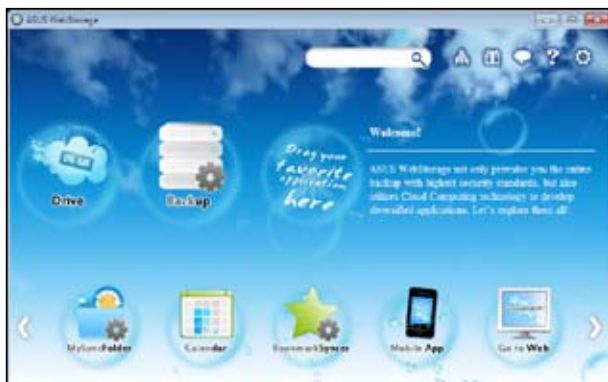 ASUS WebStorage
Drive
Backup
Drag your
favorite
application
here
Welcome!
ASUS WebStorage not only provides you the online
backup with highest security standards, but also
utilizes Cloud Computing technology to develop
diversified applications. Let's explore them all!
MySyncFolder
Calendar
BookmarkSyncer
Mobile App
Go to Web